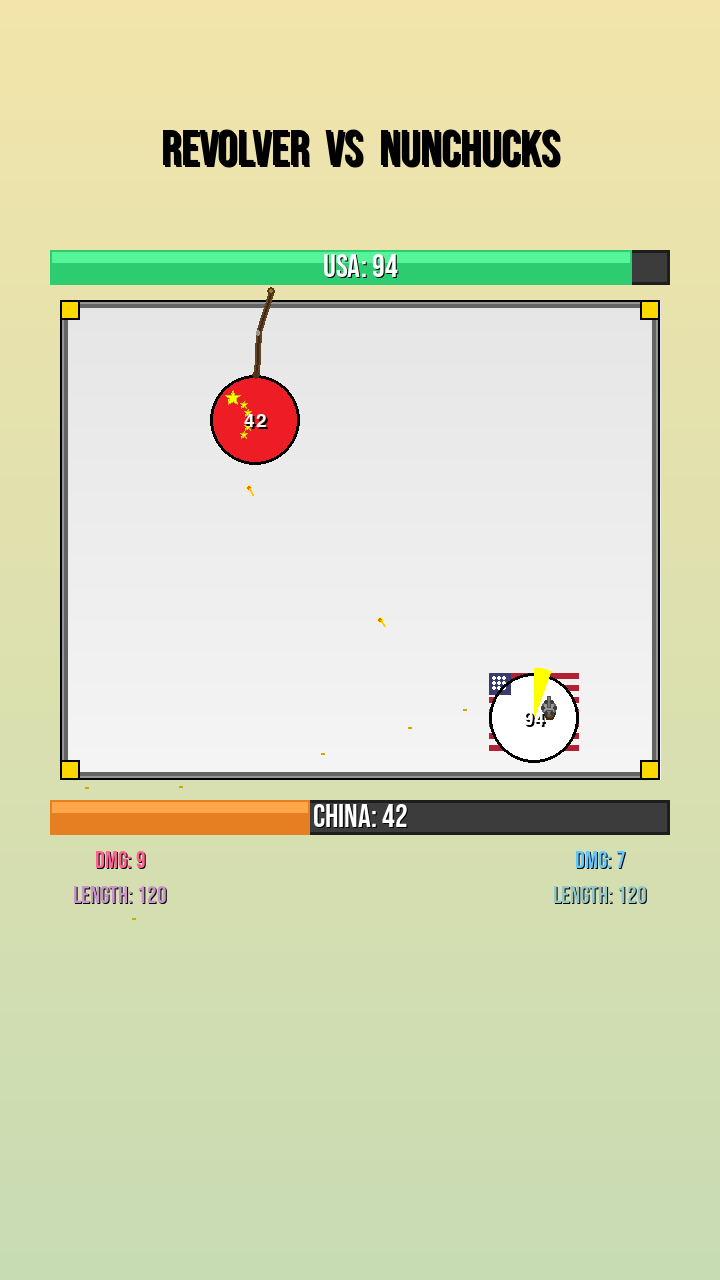 REVOLVER VS NUNCHUCKS
USA: 94
42
94
CHINA: 42
DMG: 9
DMG: 7
LENGTH: 120
LENGTH: 120